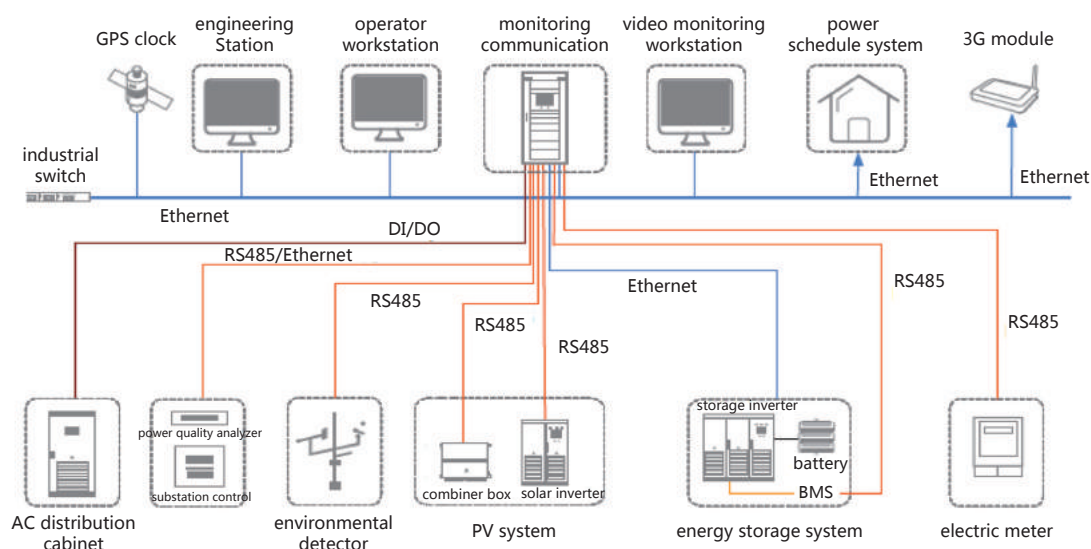 GPS clock
engineering
Station
operator
workstation
monitoring
communication
video monitoring
workstation
power
schedule system
3G module
industrial
switch
Ethernet
Ethernet
Ethernet
DI/DO
RS485/Ethernet
RS485
RS485
RS485
Ethernet
RS485
RS485
power quality analyzer
substation control
combiner box
solar inverter
storage inverter
battery
BMS
AC distribution
cabinet
environmental
detector
PV system
energy storage system
electric meter